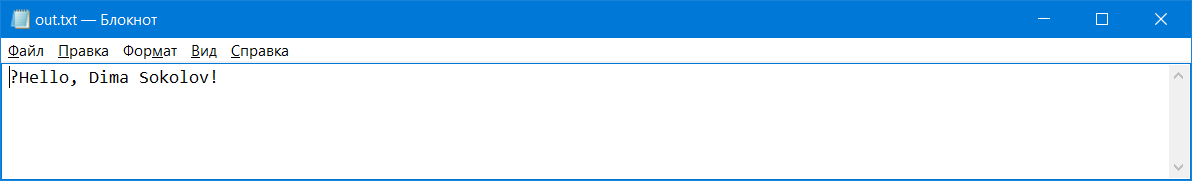 out.txt — Блокнот
Файл Правка Формат Вид Справка
?Hello, Dima Sokolov!